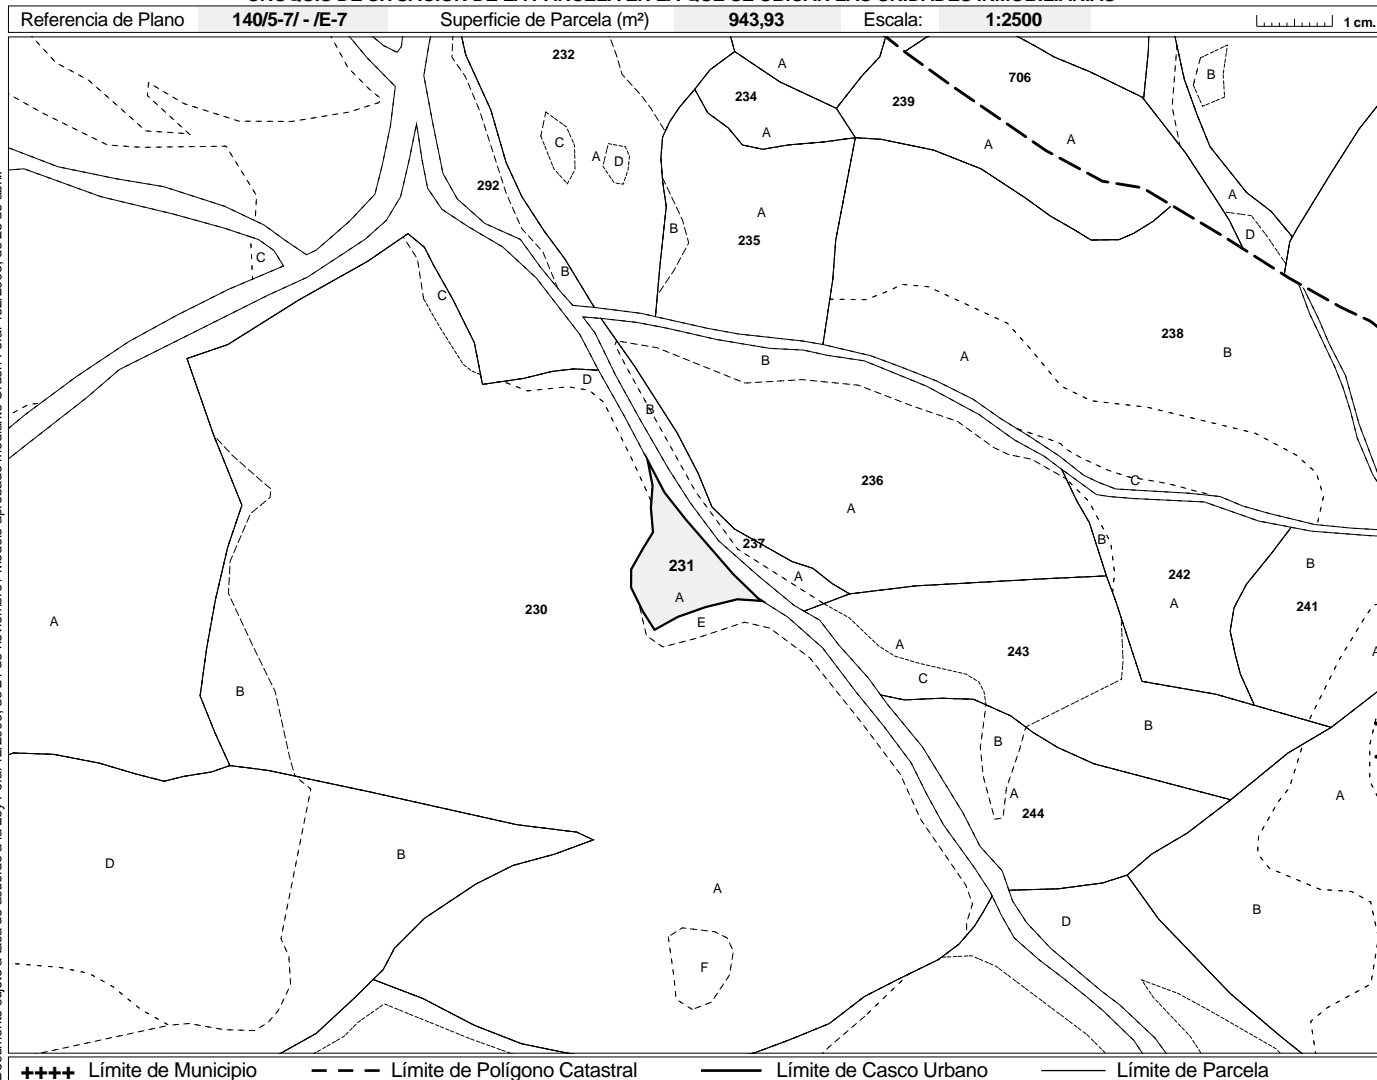 Referencia de Plano 140/5-7/ - /E-7 Superficie de Parcela (m²) 943,93 Escala: 1:2500 1 cm.
232
A
706
B
234
239
A
A
A
C
A
D
292
A
A
B
235
D
C
B
C
238
B
A
B
D
B
236
C
A
B
237
B
231
242
A
A
A
241
230
E
A
A
243
A
C
B
B
B
A
A
244
D
B
A
B
D
F
++++ Límite de Municipio Límite de Polígono Catastral Límite de Casco Urbano Límite de Parcela